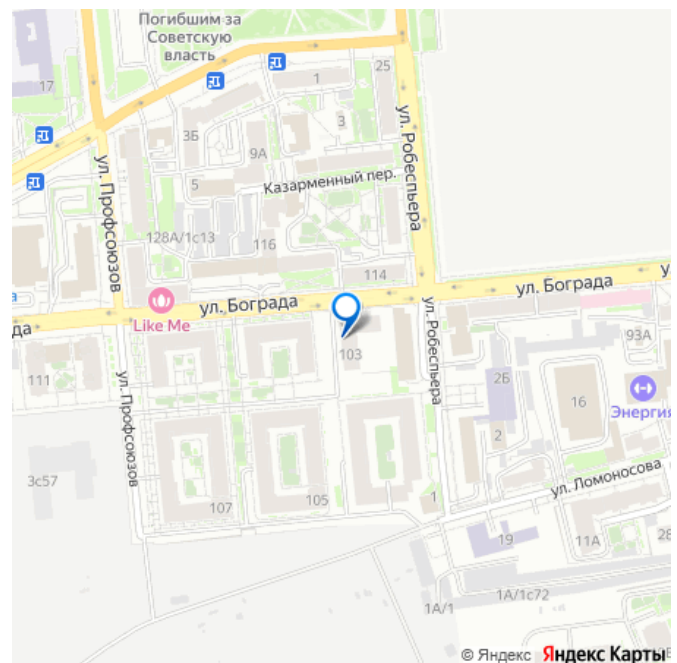 Погибшим за
Советскую
власть
17
1
25
3Б
3
9А
ул. Робеспьера
ул. Профсоюзов
5
Казарменный пер.
128А/1с13
116
114
ул. Бограда
ул. Бограда
Like Me
да
103
93А
111
ул. Профсоюзов
ул. Робеспьера
2Б
16
Энергия
2
3с57
107
105
1
ул. Ломоносова
19
11А
28
1А/1с72
1А/1
© Яндекс Яндекс Карты